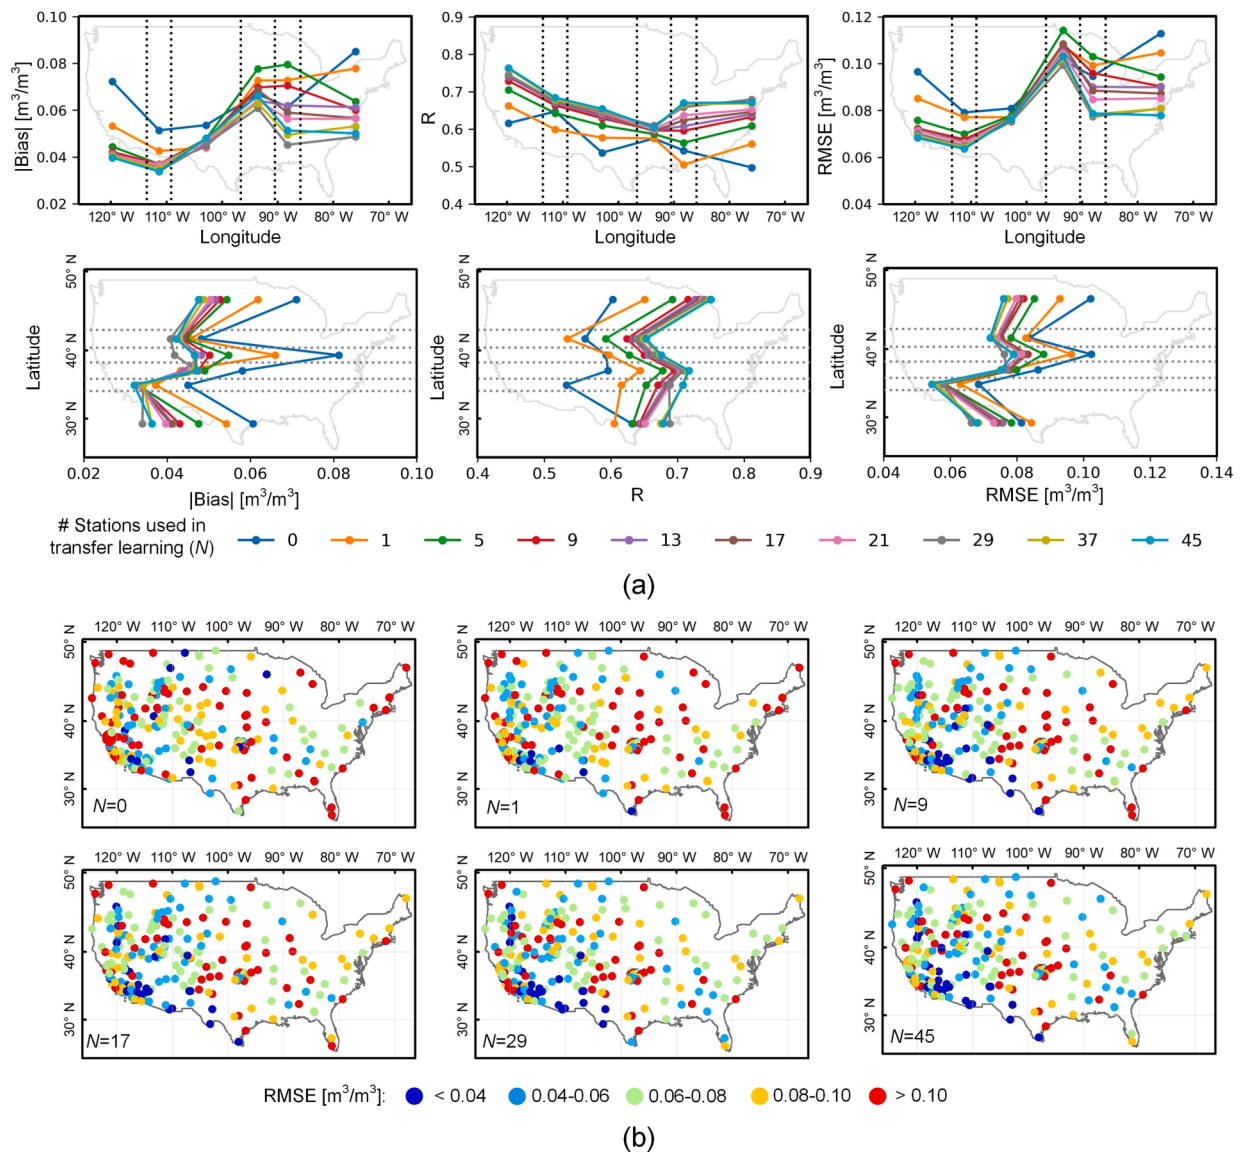 0.10
0.08
0.06
0.04
0.02
|Bias| [m³/m³]
120° W 110° W 100° W 90° W 80° W 70° W
Longitude
0.9
0.8
0.7
0.6
0.5
0.4
R
120° W 110° W 100° W 90° W 80° W 70° W
Longitude
0.12
0.10
0.08
0.06
0.04
RMSE [m³/m³]
120° W 110° W 100° W 90° W 80° W 70° W
Longitude
50° N
40° N
30° N
Latitude
0.02 0.04 0.06 0.08 0.10
|Bias| [m³/m³]
50° N
40° N
30° N
Latitude
0.4 0.5 0.6 0.7 0.8 0.9
R
50° N
40° N
30° N
Latitude
0.04 0.06 0.08 0.10 0.12 0.14
RMSE [m³/m³]
# Stations used in
transfer learning (N)
0 1 5 9 13 17 21 29 37 45
(a)
120° W 110° W 100° W 90° W 80° W 70° W
50° N
40° N
30° N
N=0
120° W 110° W 100° W 90° W 80° W 70° W
50° N
40° N
30° N
N=1
120° W 110° W 100° W 90° W 80° W 70° W
50° N
40° N
30° N
N=9
120° W 110° W 100° W 90° W 80° W 70° W
50° N
40° N
30° N
N=17
120° W 110° W 100° W 90° W 80° W 70° W
50° N
40° N
30° N
N=29
120° W 110° W 100° W 90° W 80° W 70° W
50° N
40° N
30° N
N=45
RMSE [m³/m³]: < 0.04 0.04-0.06 0.06-0.08 0.08-0.10 > 0.10
(b)